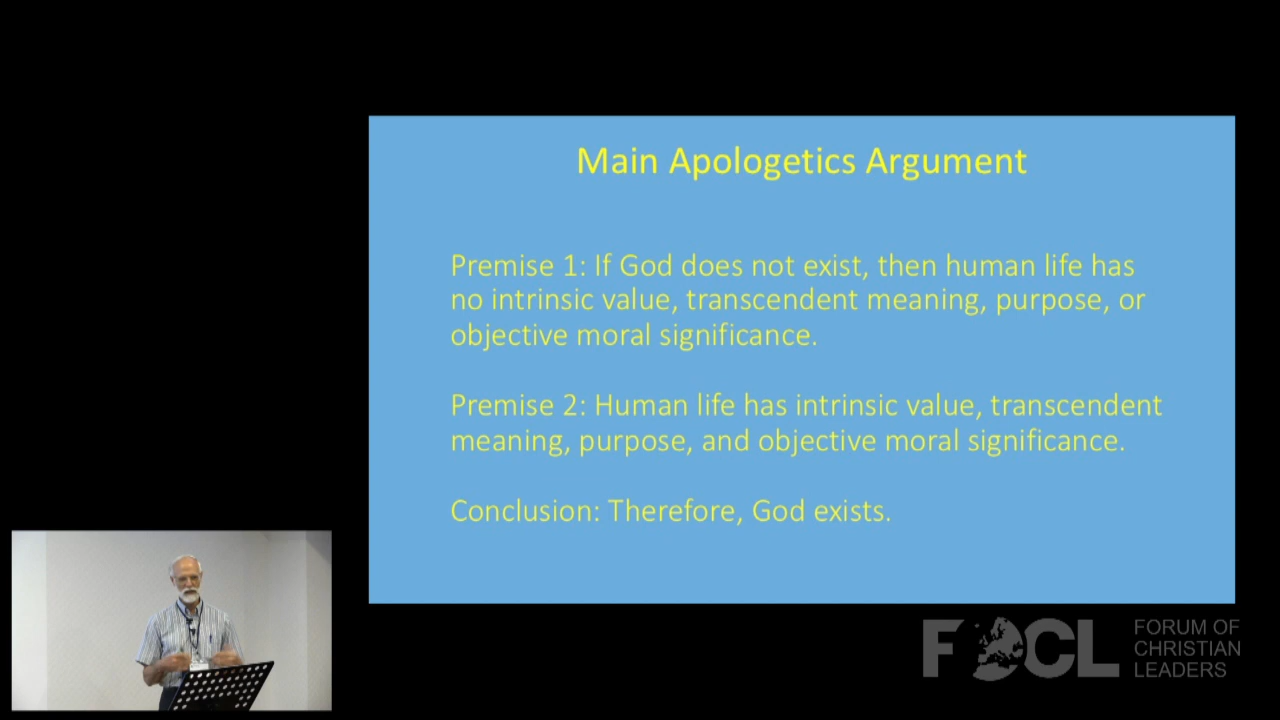 Main Apologetics Argument
Premise 1: If God does not exist, then human life has
no intrinsic value, transcendent meaning, purpose, or
objective moral significance.
Premise 2: Human life has intrinsic value, transcendent
meaning, purpose, and objective moral significance.
Conclusion: Therefore, God exists.
FOCL
FORUM OF
CHRISTIAN
LEADERS